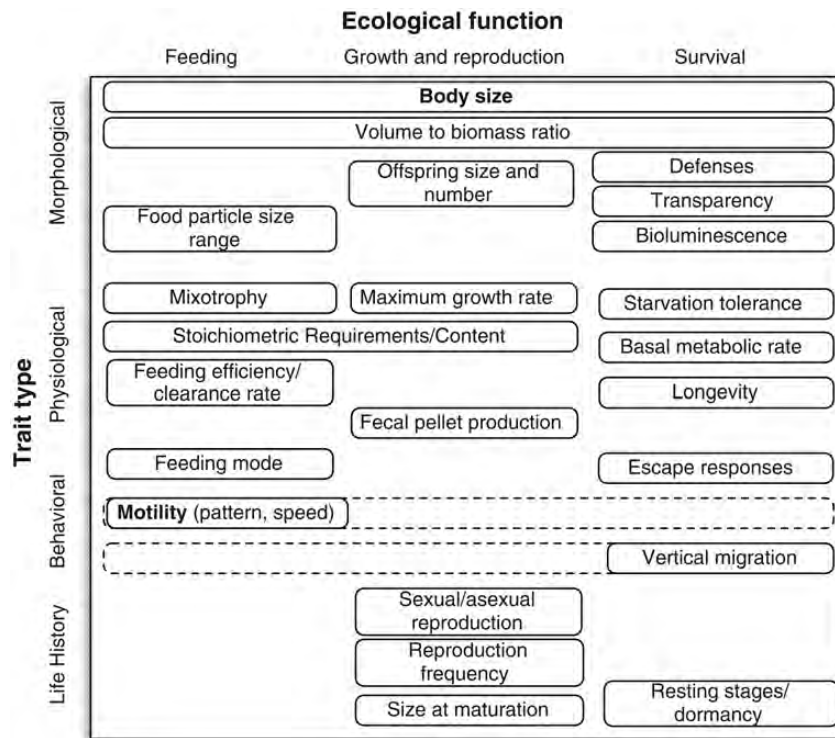 Ecological function
Feeding
Growth and reproduction
Survival
Trait type
Morphological
Body size
Volume to biomass ratio
Offspring size and
number
Defenses
Transparency
Food particle size
range
Bioluminescence
Physiological
Mixotrophy
Maximum growth rate
Starvation tolerance
Stoichiometric Requirements/Content
Basal metabolic rate
Feeding efficiency/
clearance rate
Longevity
Fecal pellet production
Behavioral
Feeding mode
Escape responses
Motility (pattern, speed)
Vertical migration
Life History
Sexual/asexual
reproduction
Reproduction
frequency
Size at maturation
Resting stages/
dormancy